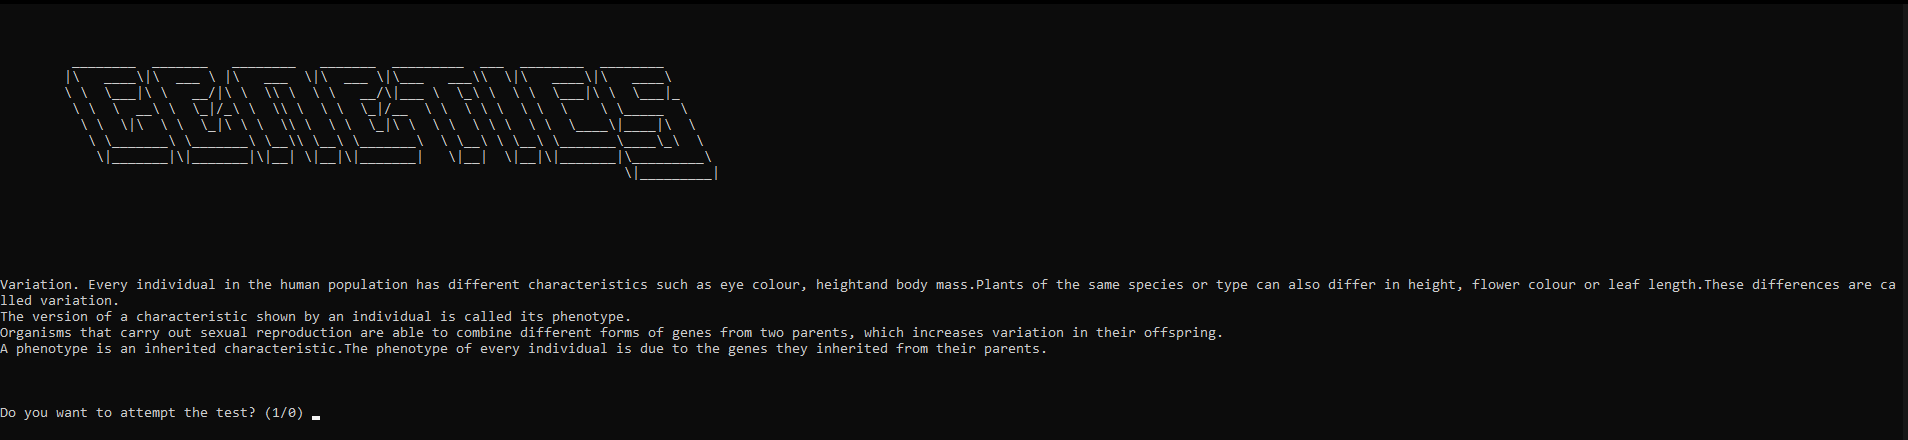 GENETICS
Variation. Every individual in the human population has different characteristics such as eye colour, heightand body mass.Plants of the same species or type can also differ in height, flower colour or leaf length.These differences are ca
lled variation.
The version of a characteristic shown by an individual is called its phenotype.
Organisms that carry out sexual reproduction are able to combine different forms of genes from two parents, which increases variation in their offspring.
A phenotype is an inherited characteristic.The phenotype of every individual is due to the genes they inherited from their parents.
Do you want to attempt the test? (1/0)